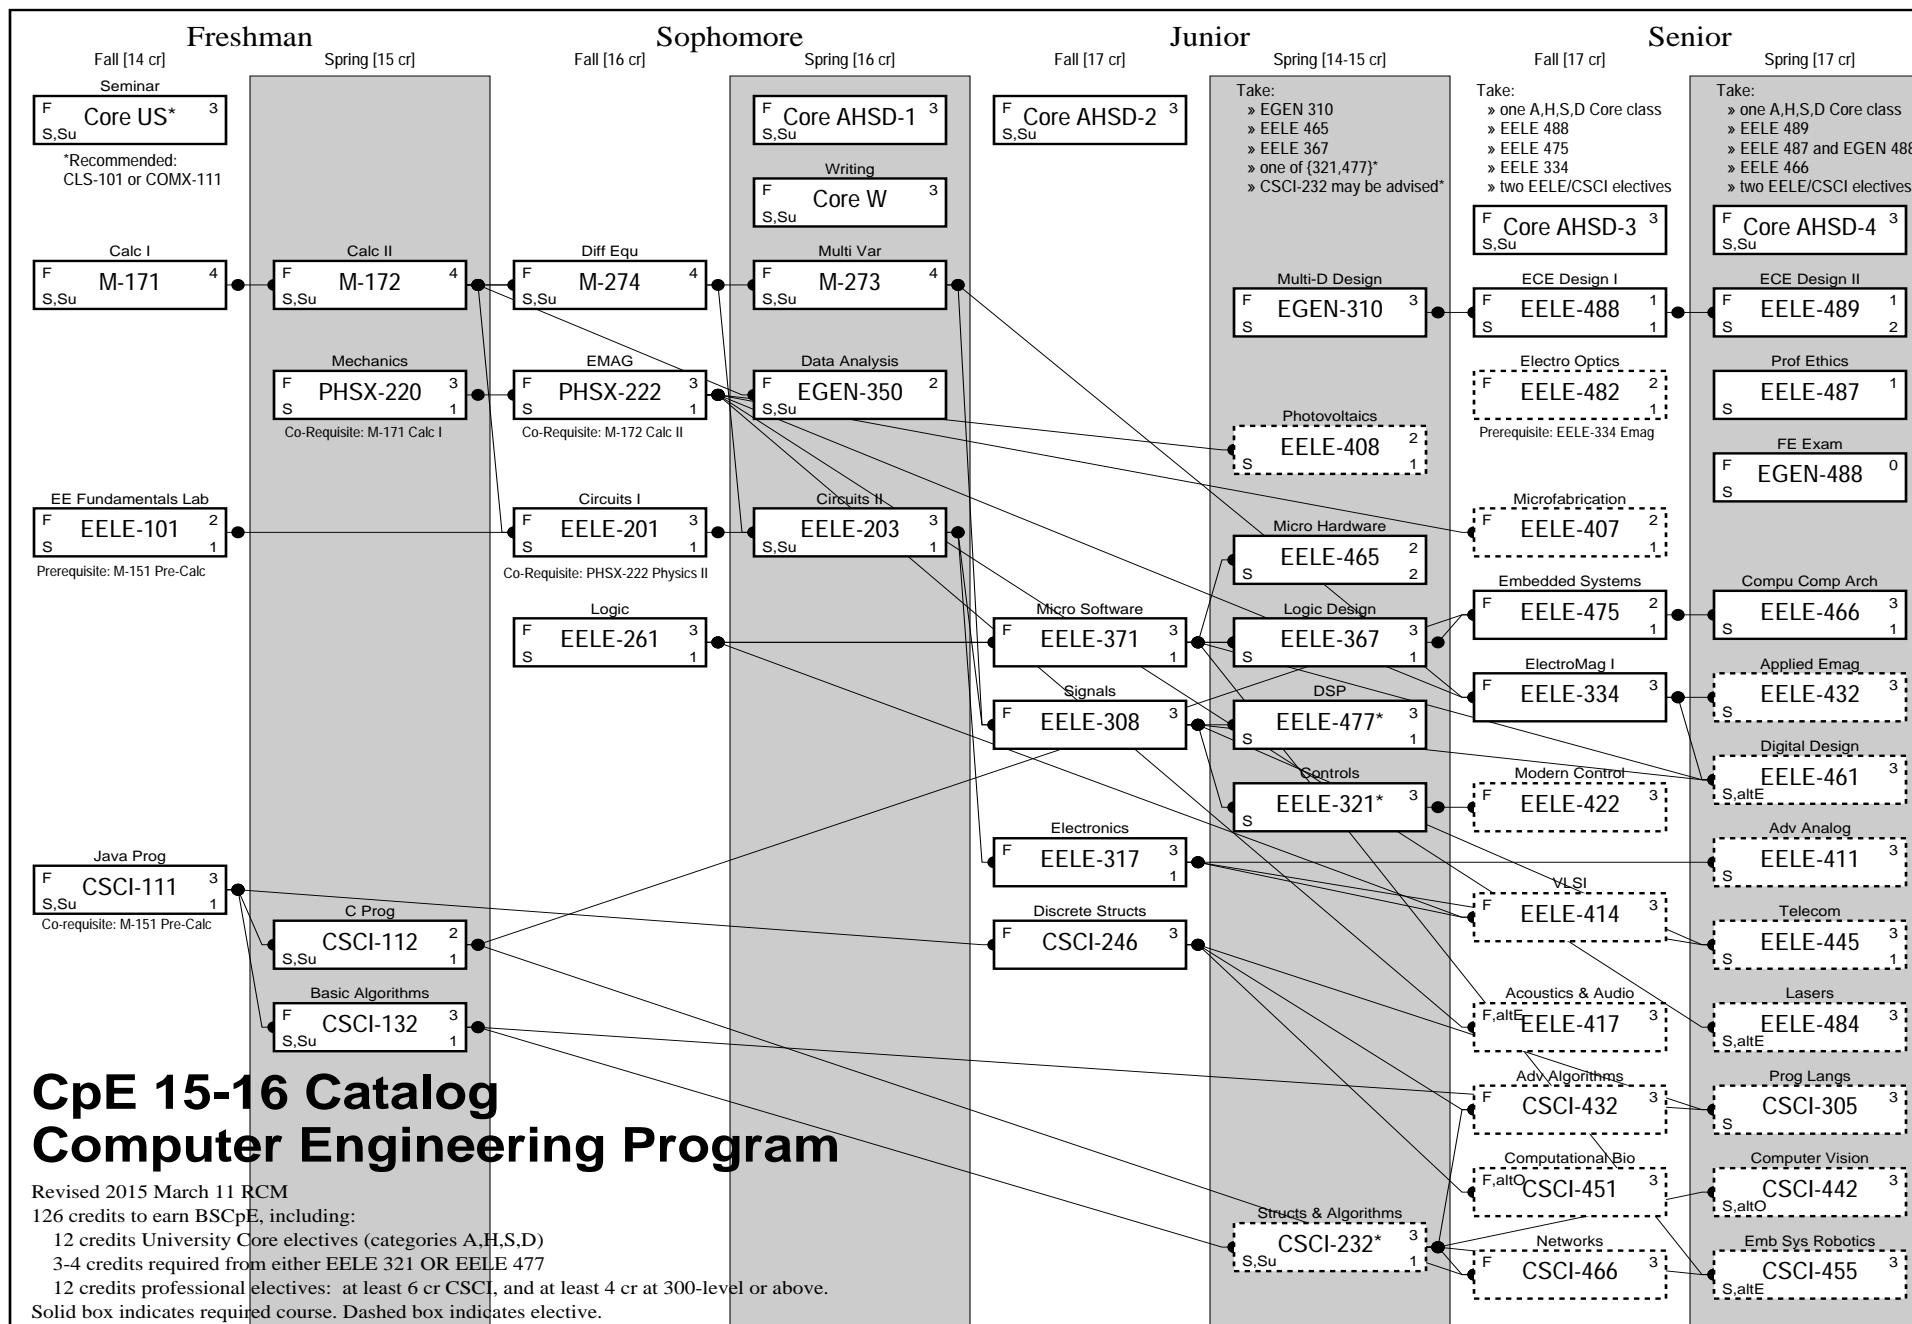 Freshman
Sophomore
Junior
Senior
Fall [14 cr]
Spring [15 cr]
Fall [16 cr]
Spring [16 cr]
Fall [17 cr]
Spring [14-15 cr]
Fall [17 cr]
Spring [17 cr]
Seminar
F Core US* 3
S,Su
*Recommended:
CLS-101 or COMX-111
Calc I
F M-171 4
S,Su
EE Fundamentals Lab
F EELE-101 2
S 1
Prerequisite: M-151 Pre-Calc
Java Prog
F CSCI-111 3
S,Su 1
Co-requisite: M-151 Pre-Calc
Calc II
F M-172 4
S,Su
Mechanics
F PHSX-220 3
S 1
Co-Requisite: M-171 Calc I
C Prog
F CSCI-112 2
S,Su 1
Basic Algorithms
F CSCI-132 3
S,Su 1
Diff Equ
F M-274 4
S,Su
EMAG
F PHSX-222 3
S 1
Co-Requisite: M-172 Calc II
Circuits I
F EELE-201 3
S 1
Co-Requisite: PHSX-222 Physics II
Logic
F EELE-261 3
S 1
F Core AHSD-1 3
S,Su
Writing
F Core W 3
S,Su
Multi Var
F M-273 4
S,Su
Data Analysis
F EGEN-350 2
S,Su
Circuits II
F EELE-203 3
S,Su 1
F Core AHSD-2 3
S,Su
Micro Software
F EELE-371 3
1
Signals
F EELE-308 3
Electronics
F EELE-317 3
1
Discrete Structs
F CSCI-246 3
Take:
» EGEN 310
» EELE 465
» EELE 367
» one of {321,477}*
» CSCI-232 may be advised*
Multi-D Design
F EGEN-310 3
S
Photovoltaics
EELE-408 2
S 1
Micro Hardware
EELE-465 2
S 2
Logic Design
EELE-367 3
S 1
DSP
EELE-477* 3
S 1
Controls
EELE-321* 3
S
Structs & Algorithms
CSCI-232* 3
S,Su 1
Take:
» one A,H,S,D Core class
» EELE 488
» EELE 475
» EELE 334
» two EELE/CSCI electives
F Core AHSD-3 3
S,Su
ECE Design I
F EELE-488 1
S 1
Electro Optics
F EELE-482 2
1
Prerequisite: EELE-334 Emag
Microfabrication
F EELE-407 2
1
Embedded Systems
F EELE-475 2
1
ElectroMag I
F EELE-334 3
Modern Control
F EELE-422 3
VLSI
F EELE-414 3
Acoustics & Audio
F,altE EELE-417 3
Adv Algorithms
F CSCI-432 3
Computational Bio
F,altO CSCI-451 3
Networks
F CSCI-466 3
Take:
» one A,H,S,D Core class
» EELE 489
» EELE 487 and EGEN 488
» EELE 466
» two EELE/CSCI electives
F Core AHSD-4 3
S,Su
ECE Design II
F EELE-489 1
S 2
Prof Ethics
EELE-487 1
S
FE Exam
F EGEN-488 0
S
Compu Comp Arch
EELE-466 3
S 1
Applied Emag
EELE-432 3
S
Digital Design
EELE-461 3
S,altE
Adv Analog
EELE-411 3
S
Telecom
EELE-445 3
S 1
Lasers
EELE-484 3
S,altE
Prog Langs
CSCI-305 3
S
Computer Vision
CSCI-442 3
S,altO
Emb Sys Robotics
CSCI-455 3
S,altE
CpE 15-16 Catalog
Computer Engineering Program
Revised 2015 March 11 RCM
126 credits to earn BSCpE, including:
12 credits University Core electives (categories A,H,S,D)
3-4 credits required from either EELE 321 OR EELE 477
12 credits professional electives: at least 6 cr CSCI, and at least 4 cr at 300-level or above.
Solid box indicates required course. Dashed box indicates elective.